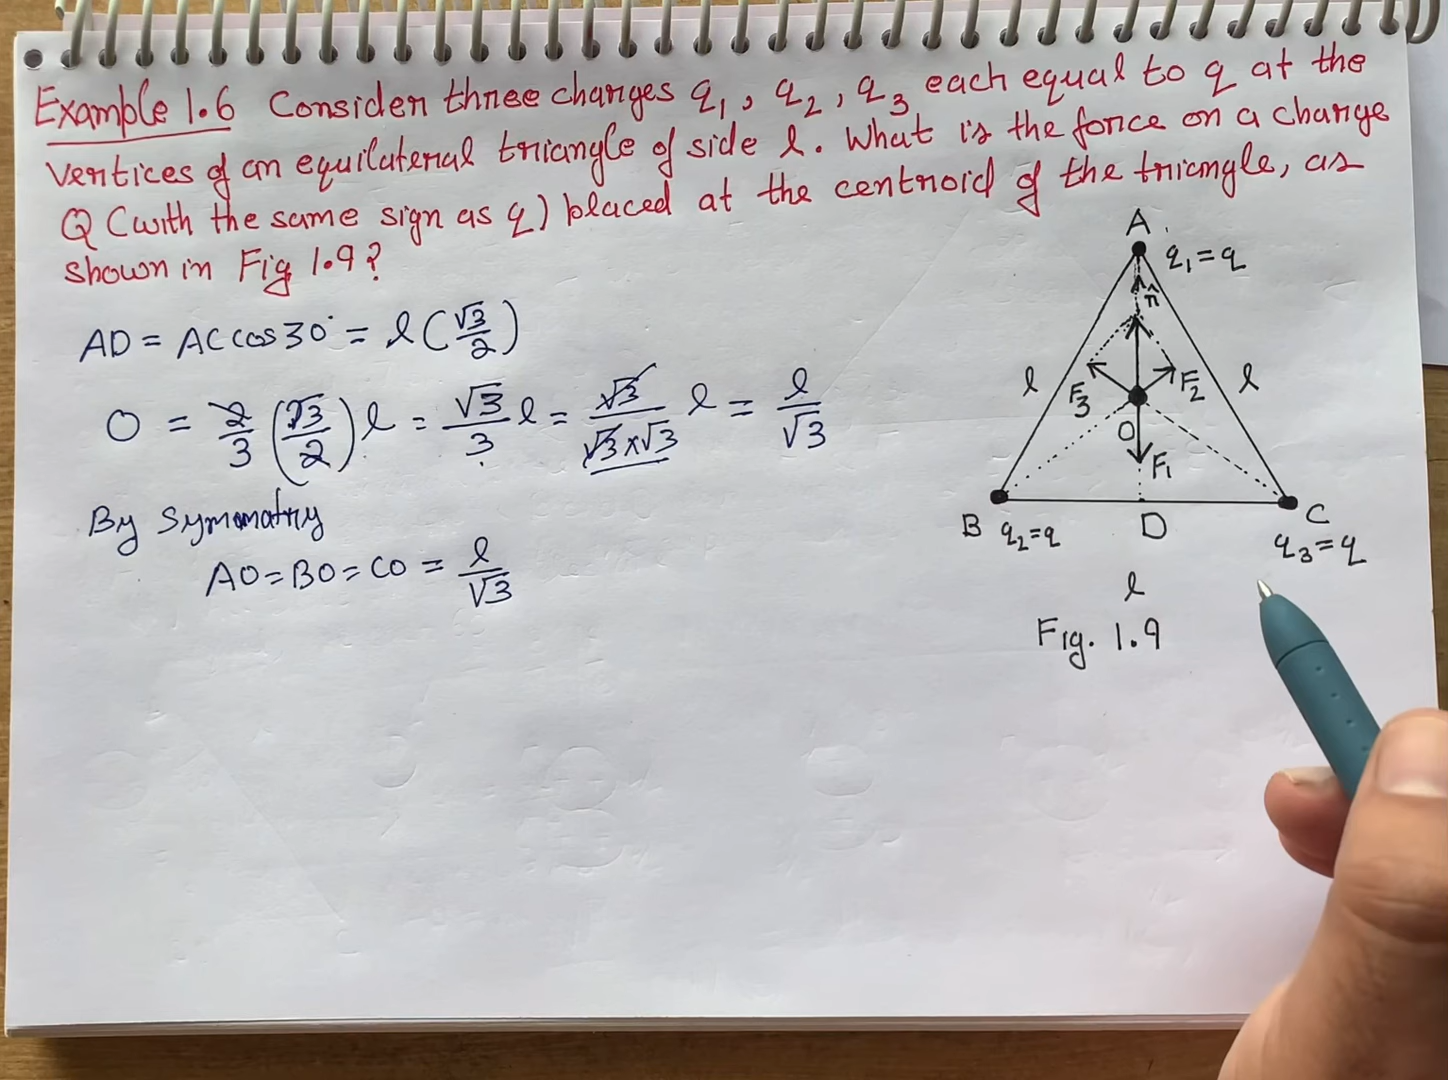 Example 1.6 Consider three charges q₁, q₂, q₃ each equal to q at the
vertices of an equilateral triangle of side l. What is the force on a charge
Q (with the same sign as q) placed at the centroid of the triangle, as
shown in Fig 1.9?
AD = AC cos30° = l(√3/2)
O = 2/3 (√3/2) l = √3/3 l = √3/(√3×√3) l = l/√3
By Symmatry
AO = BO = CO = l/√3
A
q₁ = q
n̂
l
F₃
F₂
l
O
F₁
B q₂ = q
D
C
q₃ = q
l
Fig. 1.9